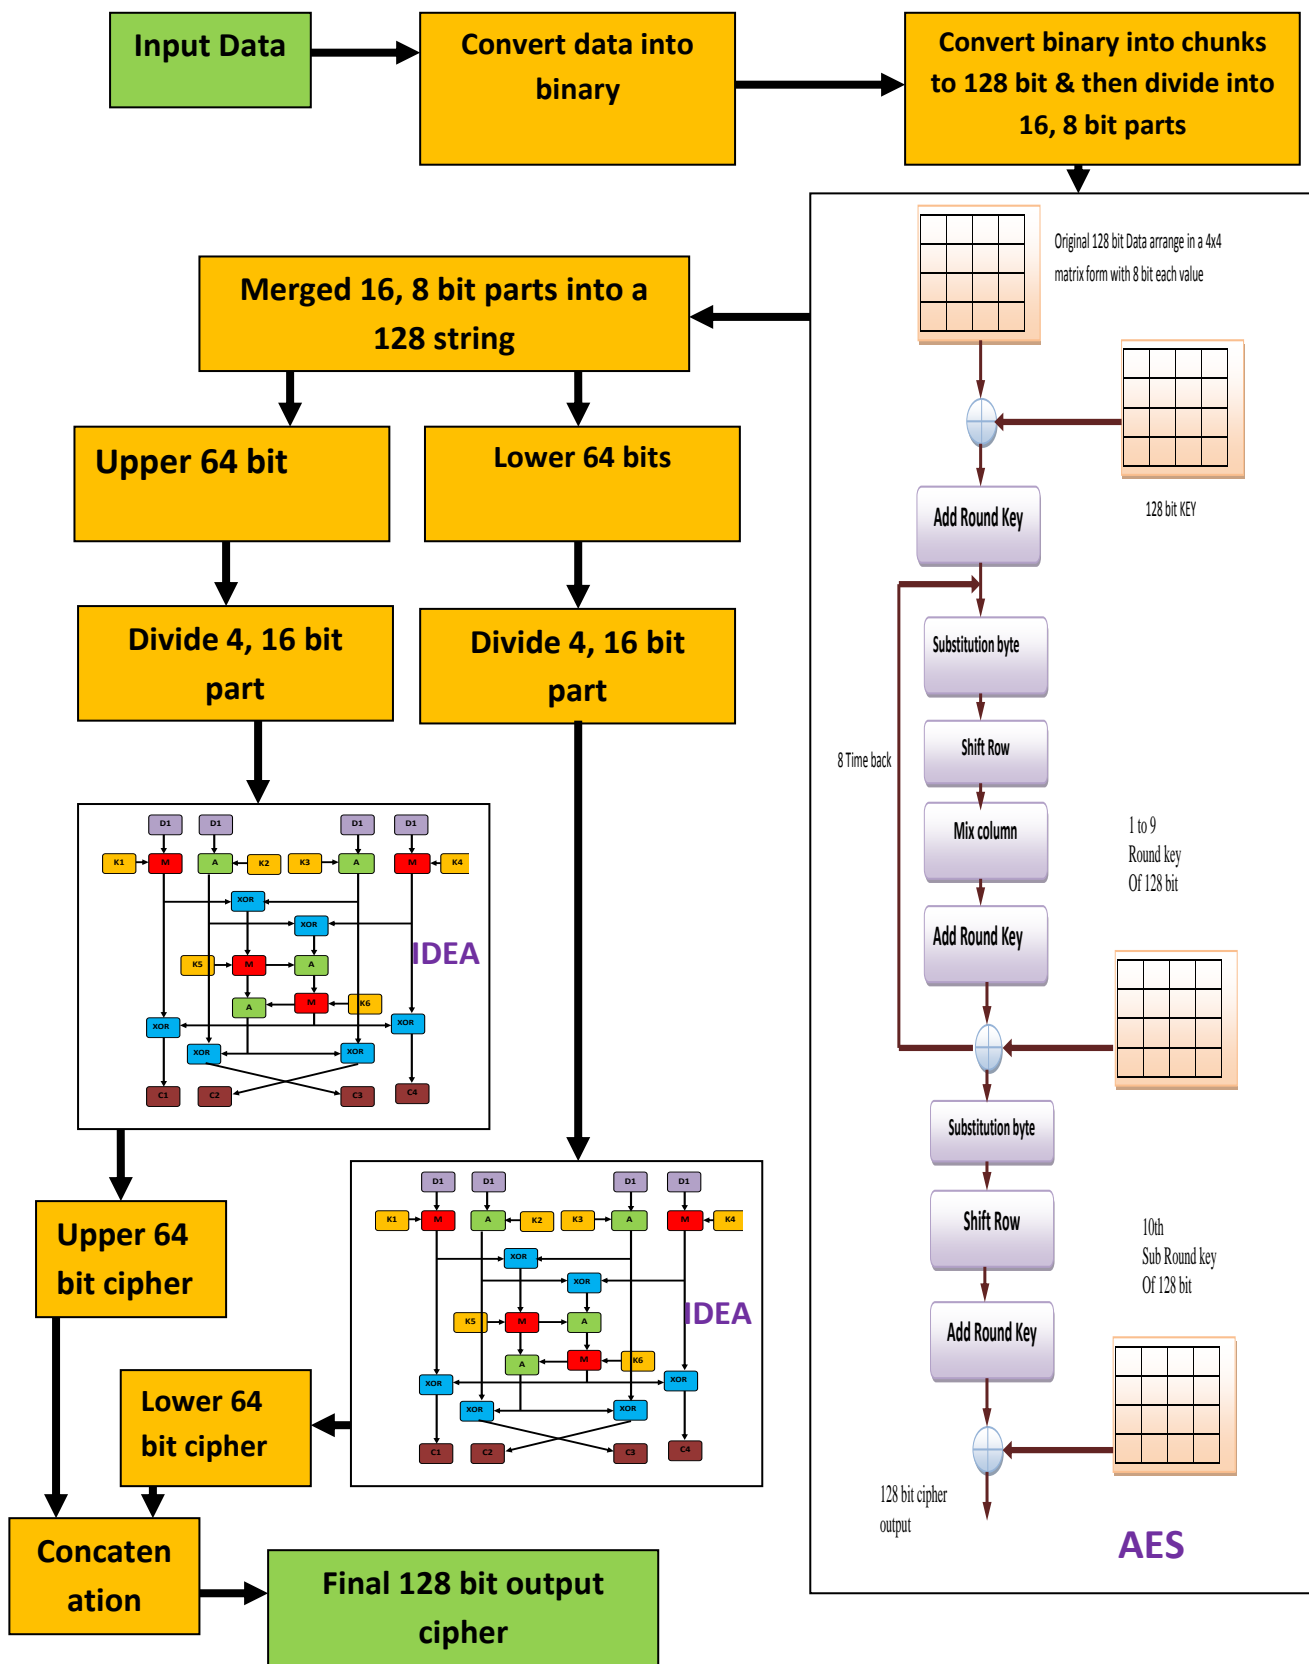 Input Data
Convert data into
binary
Convert binary into chunks
to 128 bit & then divide into
16, 8 bit parts
Original 128 bit Data arrange in a 4x4
matrix form with 8 bit each value
128 bit KEY
Add Round Key
Substitution byte
Shift Row
8 Time back
Mix column
1 to 9
Round key
Of 128 bit
Add Round Key
Substitution byte
Shift Row
10th
Sub Round key
Of 128 bit
Add Round Key
128 bit cipher
output
AES
Merged 16, 8 bit parts into a
128 string
Upper 64 bit
Lower 64 bits
Divide 4, 16 bit
part
Divide 4, 16 bit
part
D1 D1 D1 D1
K1 M A K2 K3 A M K4
XOR
XOR
IDEA
K5 M A
A M K6
XOR XOR
XOR XOR
C1 C2 C3 C4
D1 D1 D1 D1
K1 M A K2 K3 A M K4
XOR
XOR
IDEA
K5 M A
A M K6
XOR XOR
XOR XOR
C1 C2 C3 C4
Upper 64
bit cipher
Lower 64
bit cipher
Concaten
ation
Final 128 bit output
cipher